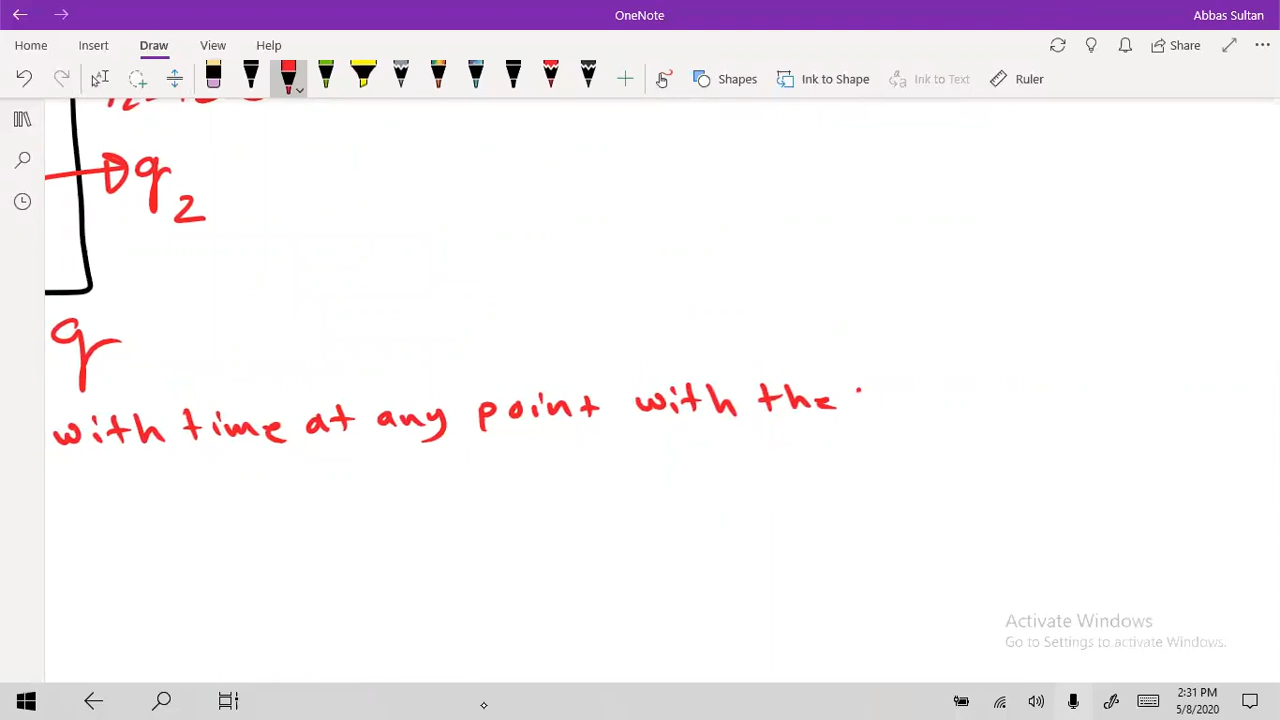 OneNote
Abbas Sultan
Home Insert Draw View Help
Share
Shapes Ink to Shape Ink to Text Ruler
q2
q
with time at any point with the
Activate Windows
Go to Settings to activate Windows.
2:31 PM
5/8/2020